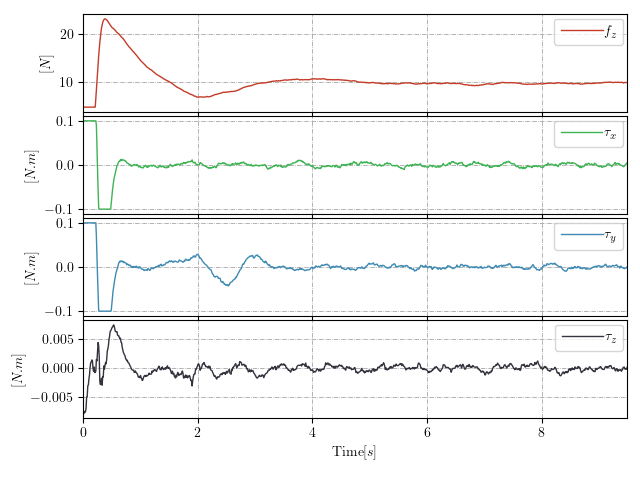 20
10
[N]
f_z
0.1
0.0
−0.1
[N.m]
τ_x
0.1
0.0
−0.1
[N.m]
τ_y
0.005
0.000
−0.005
[N.m]
τ_z
0 2 4 6 8
Time[s]